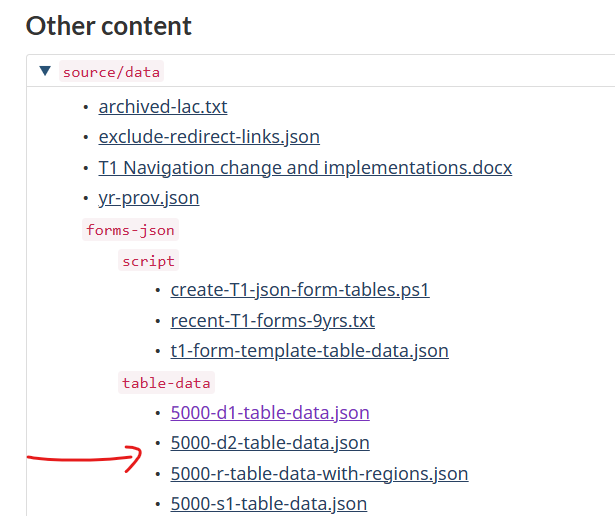 Other content
source/data
archived-lac.txt
exclude-redirect-links.json
T1 Navigation change and implementations.docx
yr-prov.json
forms-json
script
create-T1-json-form-tables.ps1
recent-T1-forms-9yrs.txt
t1-form-template-table-data.json
table-data
5000-d1-table-data.json
5000-d2-table-data.json
5000-r-table-data-with-regions.json
5000-s1-table-data.json